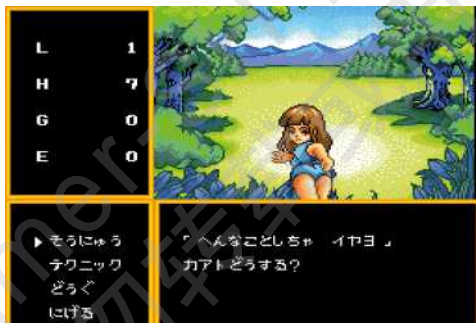 L 1
H 7
G 0
E 0
そうにゅう
テクニック
どうぐ
にげる
「へんなことしちゃ イヤヨ」
カアトどうする?